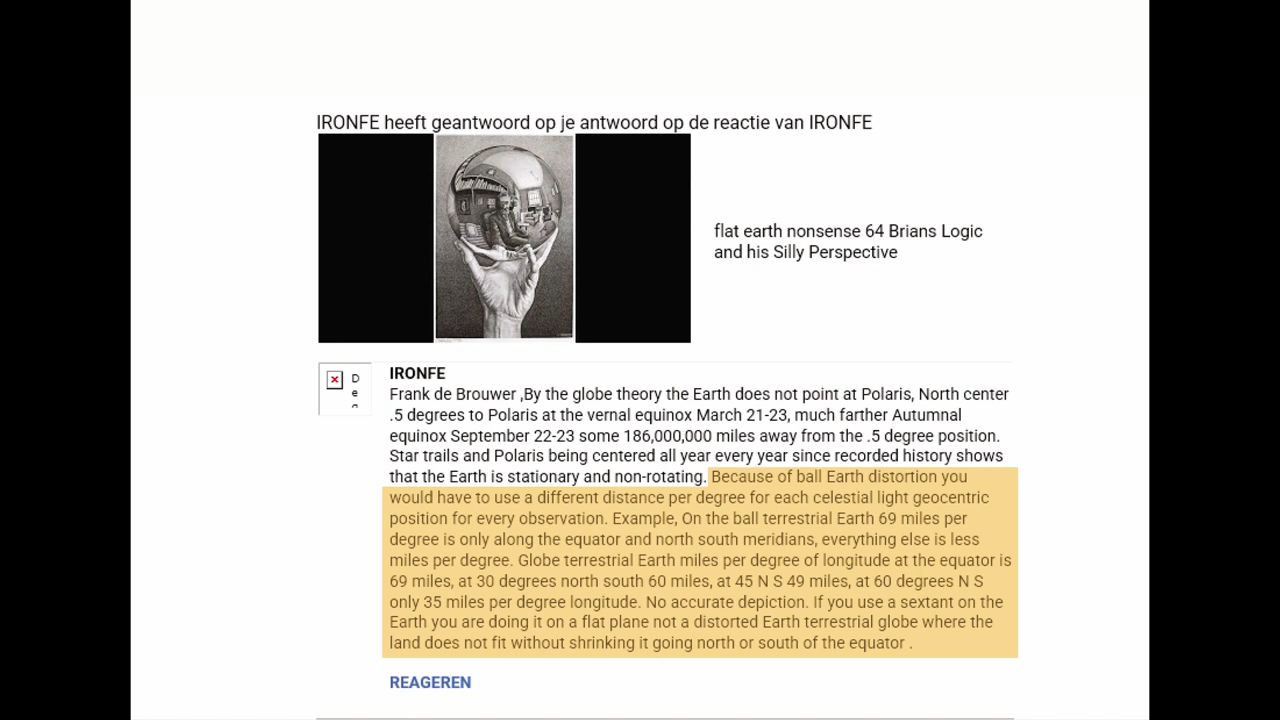 IRONFE heeft geantwoord op je antwoord op de reactie van IRONFE
flat earth nonsense 64 Brians Logic
and his Silly Perspective
D
e
IRONFE
Frank de Brouwer ,By the globe theory the Earth does not point at Polaris, North center
.5 degrees to Polaris at the vernal equinox March 21-23, much farther Autumnal
equinox September 22-23 some 186,000,000 miles away from the .5 degree position.
Star trails and Polaris being centered all year every year since recorded history shows
that the Earth is stationary and non-rotating. Because of ball Earth distortion you
would have to use a different distance per degree for each celestial light geocentric
position for every observation. Example, On the ball terrestrial Earth 69 miles per
degree is only along the equator and north south meridians, everything else is less
miles per degree. Globe terrestrial Earth miles per degree of longitude at the equator is
69 miles, at 30 degrees north south 60 miles, at 45 N S 49 miles, at 60 degrees N S
only 35 miles per degree longitude. No accurate depiction. If you use a sextant on the
Earth you are doing it on a flat plane not a distorted Earth terrestrial globe where the
land does not fit without shrinking it going north or south of the equator .
REAGEREN